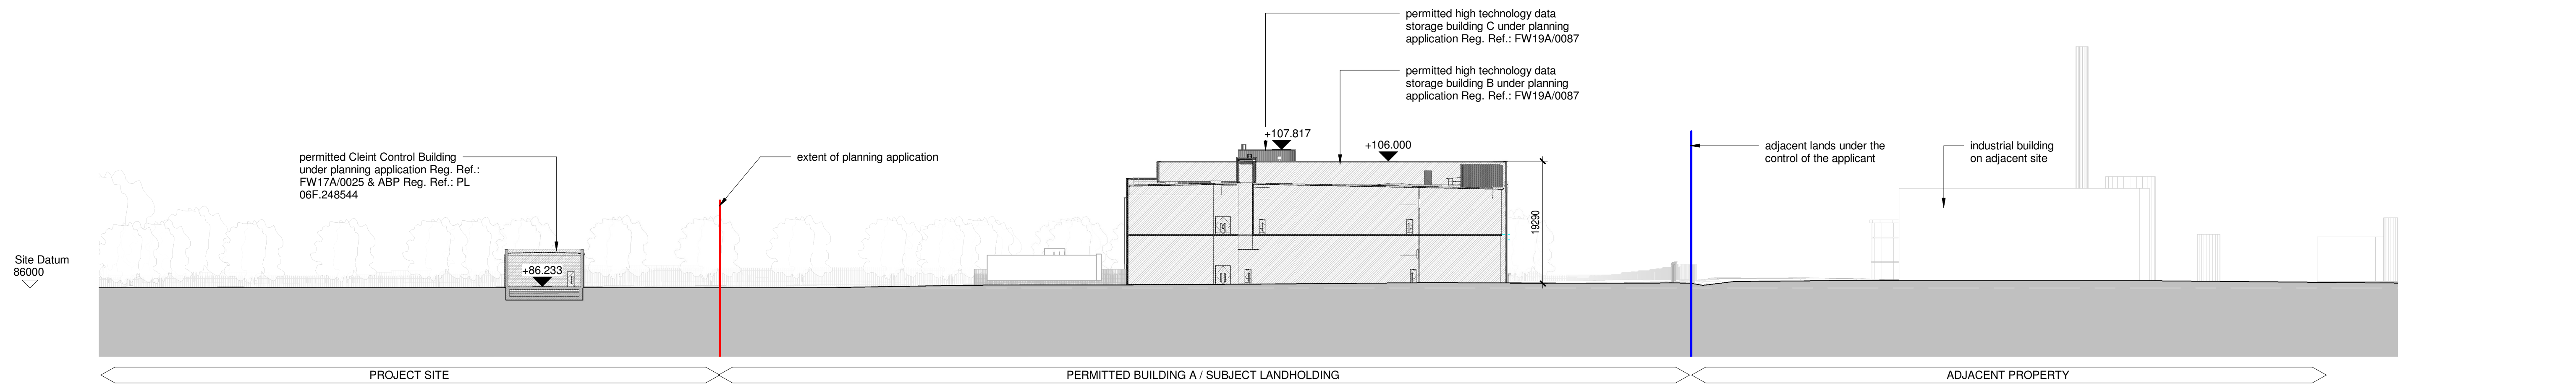 permitted high technology data
storage building C under planning
application Reg. Ref.: FW19A/0087
permitted high technology data
storage building B under planning
application Reg. Ref.: FW19A/0087
+107.817
+106.000
permitted Cleint Control Building
under planning application Reg. Ref.:
FW17A/0025 & ABP Reg. Ref.: PL
06F.248544
extent of planning application
adjacent lands under the
control of the applicant
industrial building
on adjacent site
19290
Site Datum
86000
+86.233
PROJECT SITE
PERMITTED BUILDING A / SUBJECT LANDHOLDING
ADJACENT PROPERTY